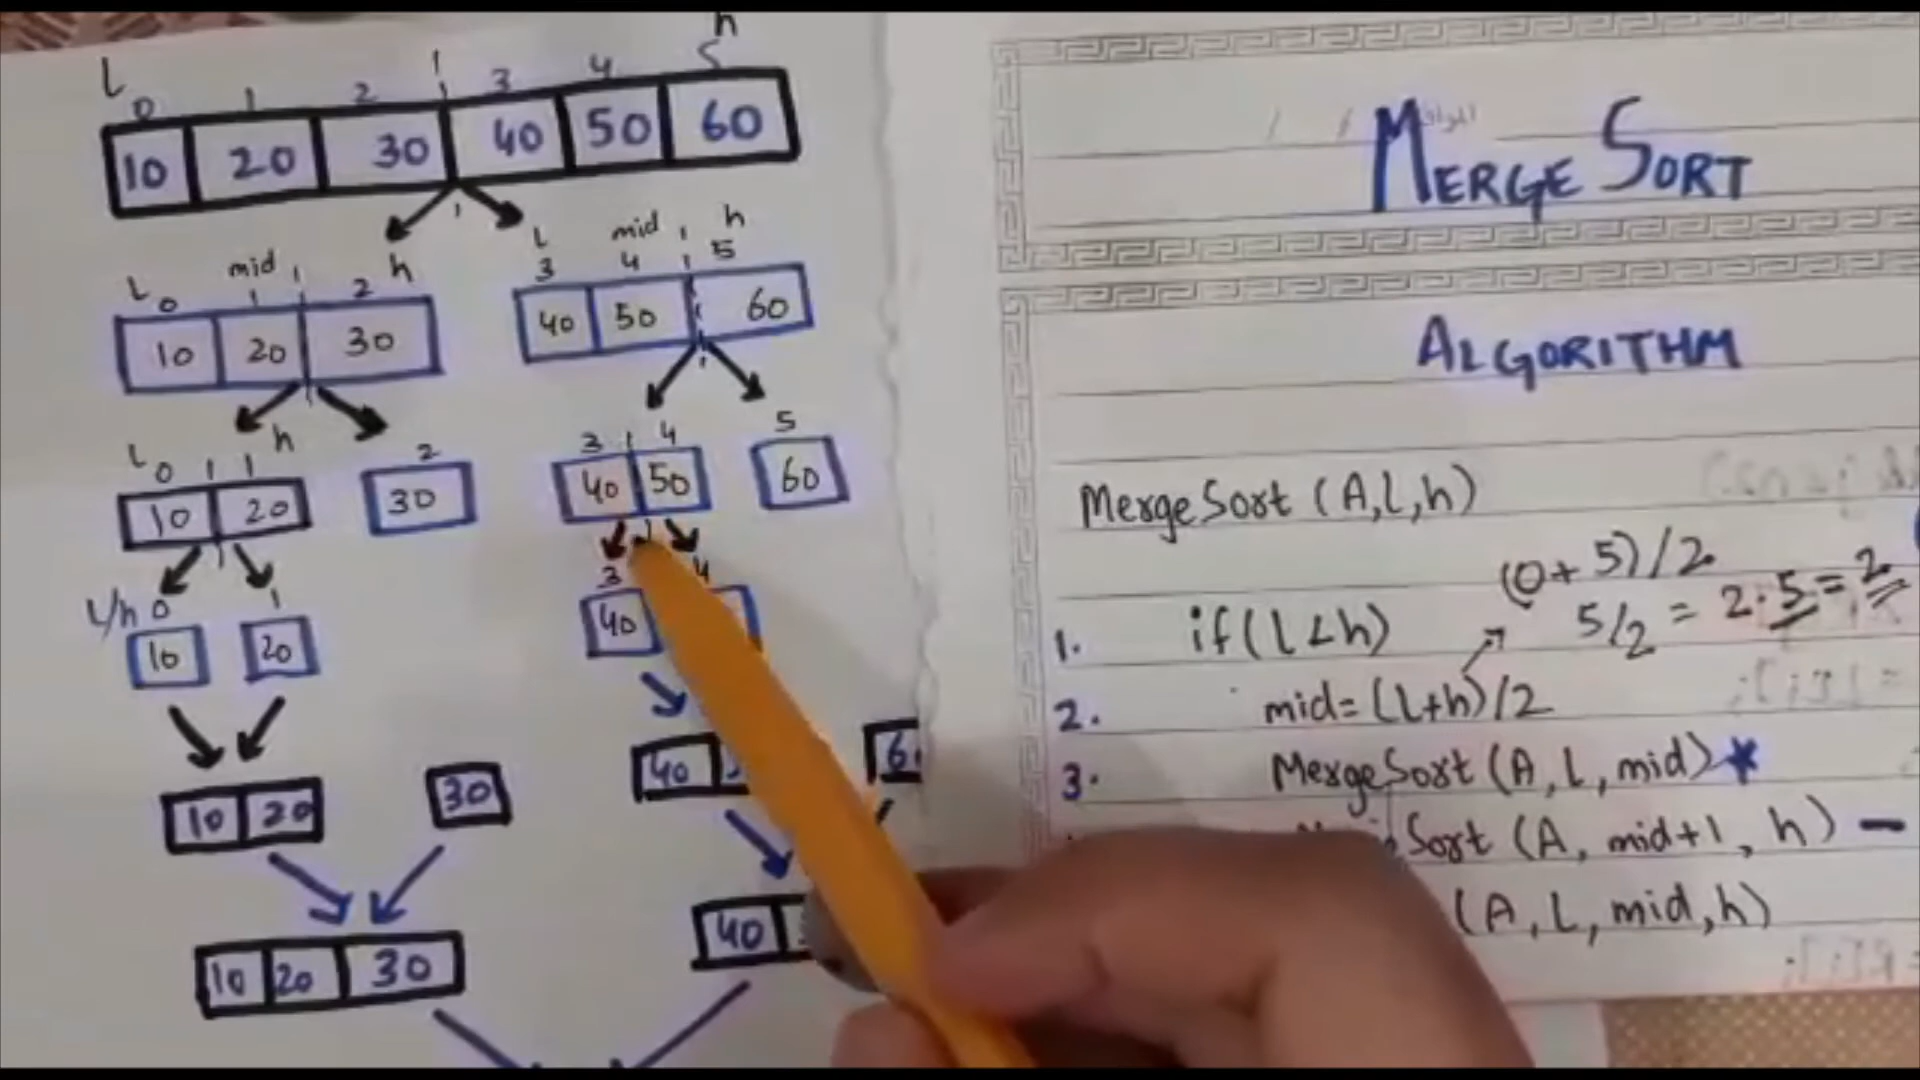 l h
0 1 2 3 4 5
10 20 30 40 50 60
l mid h
0 1 2
10 20 30
l mid h
3 4 5
40 50 60
l h
0 1 2
10 20 30
3 4 5
40 50 60
l/h 0 1
10 20
3 4
40
10 20 30
40
10 20 30
40
MERGE SORT
ALGORITHM
MergeSort (A,l,h)
(0+5)/2
5/2 = 2.5 = 2
1. if(l<h)
2. mid=(l+h)/2
3. MergeSort (A, L, mid)*
Sort (A, mid+1, h) -
(A, L, mid, h)